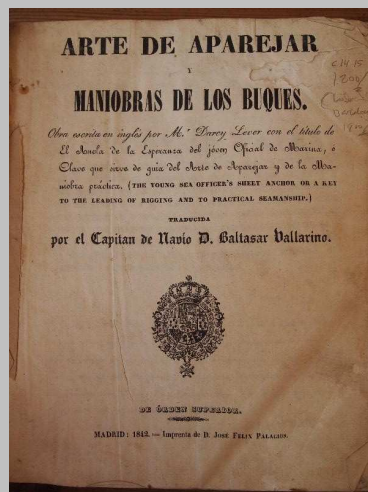 ARTE DE APAREJAR
Y
MANIOBRAS DE LOS BUQUES.
Obra escrita en inglés por M.r Darcy Lever con el título de
El Ancla de la Esperanza del jóven Oficial de Marina, o
Clave que sirve de guia del Arte de Aparejar y de la Ma-
niobra práctica, (THE YOUNG SEA OFFICER'S SHEET ANCHOR OR A KEY
TO THE LEADING OF RIGGING AND TO PRACTICAL SEAMANSHIP.)
TRADUCIDA
por el Capitan de Navío D. Baltasar Vallarino.
DE ÓRDEN SUPERIOR.
MADRID: 1842.—Imprenta de D. JOSÉ FELIX PALACIOS.